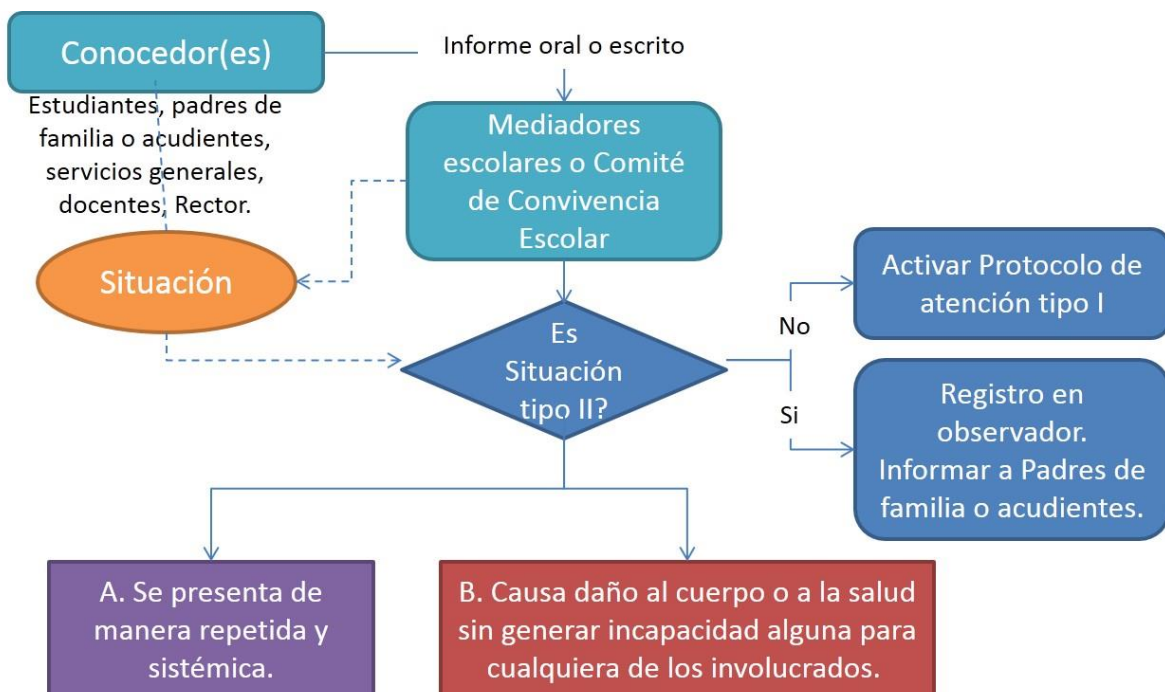 Conocedor(es)
Informe oral o escrito
Estudiantes, padres de
familia o acudientes,
servicios generales,
docentes, Rector.
Mediadores
escolares o Comité
de Convivencia
Escolar
Situación
Es
Situación
tipo II?
No
Activar Protocolo de
atención tipo I
Si
Registro en
observador.
Informar a Padres de
familia o acudientes.
A. Se presenta de
manera repetida y
sistémica.
B. Causa daño al cuerpo o a la salud
sin generar incapacidad alguna para
cualquiera de los involucrados.